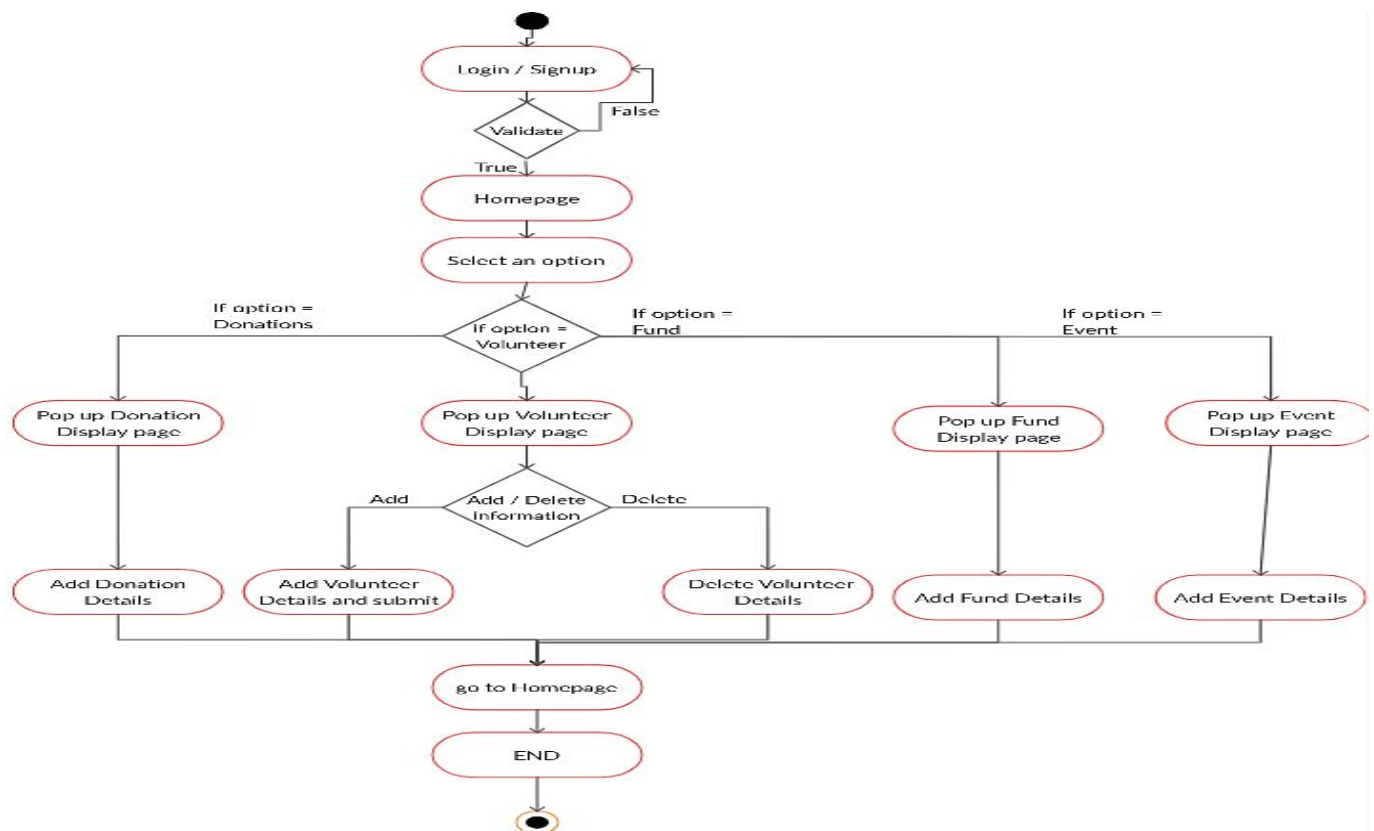 Login / Signup
False
Validate
True
Homepage
Select an option
If option =
Donations
If option =
Volunteer
If option =
Fund
If option =
Event
Pop up Donation
Display page
Pop up Volunteer
Display page
Pop up Fund
Display page
Pop up Event
Display page
Add
Add / Delete
information
Delete
Add Donation
Details
Add Volunteer
Details and submit
Delete Volunteer
Details
Add Fund Details
Add Event Details
go to Homepage
END